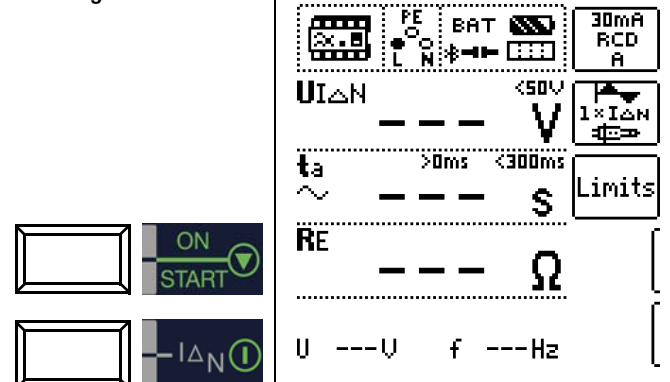 ON
START
IΔN
PE
L N
BAT
30mA
RCD
A
UIΔN <50V
--- V
1×IΔN
ta >0ms <300ms
~ --- s
Limits
RE
--- Ω
U ---V f ---Hz